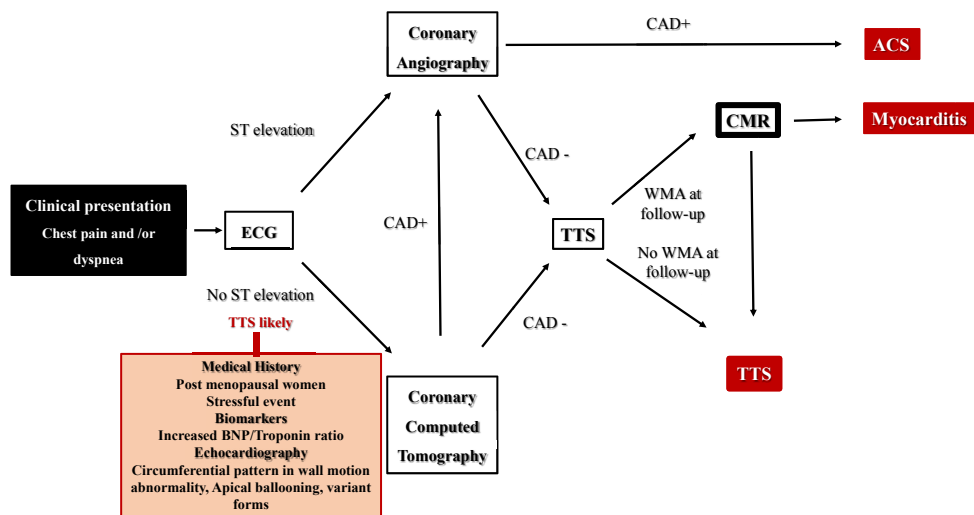 Coronary
Angiography
CAD+
ACS
ST elevation
CMR
Myocarditis
CAD -
Clinical presentation
Chest pain and /or
dyspnea
ECG
CAD+
TTS
WMA at
follow-up
No WMA at
follow-up
No ST elevation
TTS likely
CAD -
Medical History
Post menopausal women
Stressful event
Biomarkers
Increased BNP/Troponin ratio
Echocardiography
Circumferential pattern in wall motion
abnormality, Apical ballooning, variant
forms
Coronary
Computed
Tomography
TTS